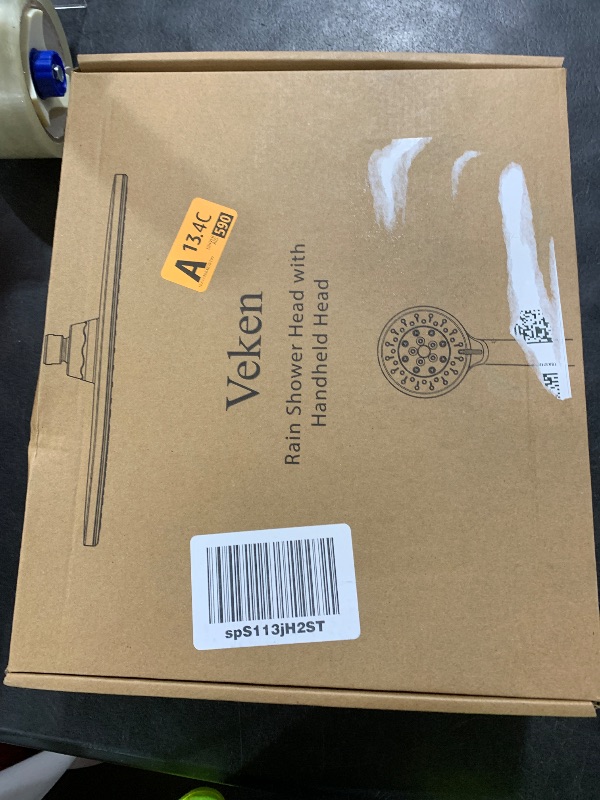 Veken
Rain Shower Head with
Handheld Head
A 13.4C
590
spS113jH2ST